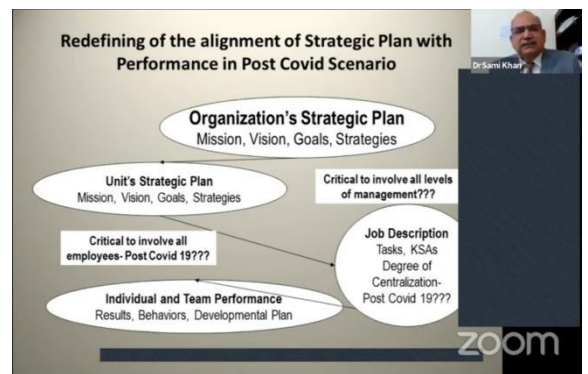 Redefining of the alignment of Strategic Plan with
Performance in Post Covid Scenario
Dr Sami Khan
Organization's Strategic Plan
Mission, Vision, Goals, Strategies
Unit's Strategic Plan
Mission, Vision, Goals, Strategies
Critical to involve all levels
of management???
Critical to involve all
employees- Post Covid 19???
Job Description
Tasks, KSAs
Degree of
Centralization-
Post Covid 19???
Individual and Team Performance
Results, Behaviors, Developmental Plan
zoom